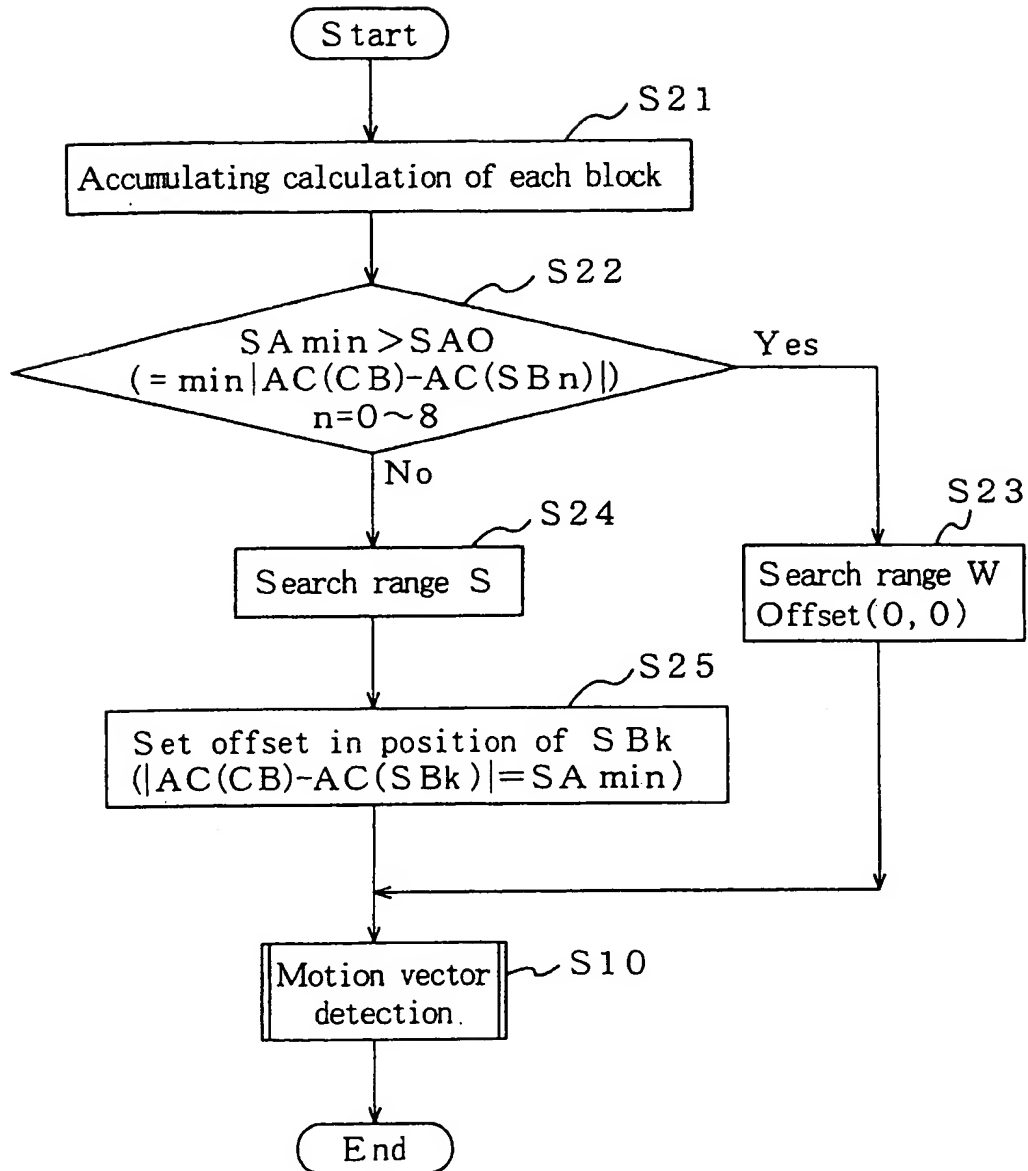 Start
S21
Accumulating calculation of each block
S22
SAmin>SAO
(=min|AC(CB)-AC(SBn)|)
n=0~8
Yes
No
S24
Search range S
S23
Search range W
Offset(0,0)
S25
Set offset in position of SBk
(|AC(CB)-AC(SBk)|=SAmin)
Motion vector
detection.
S10
End